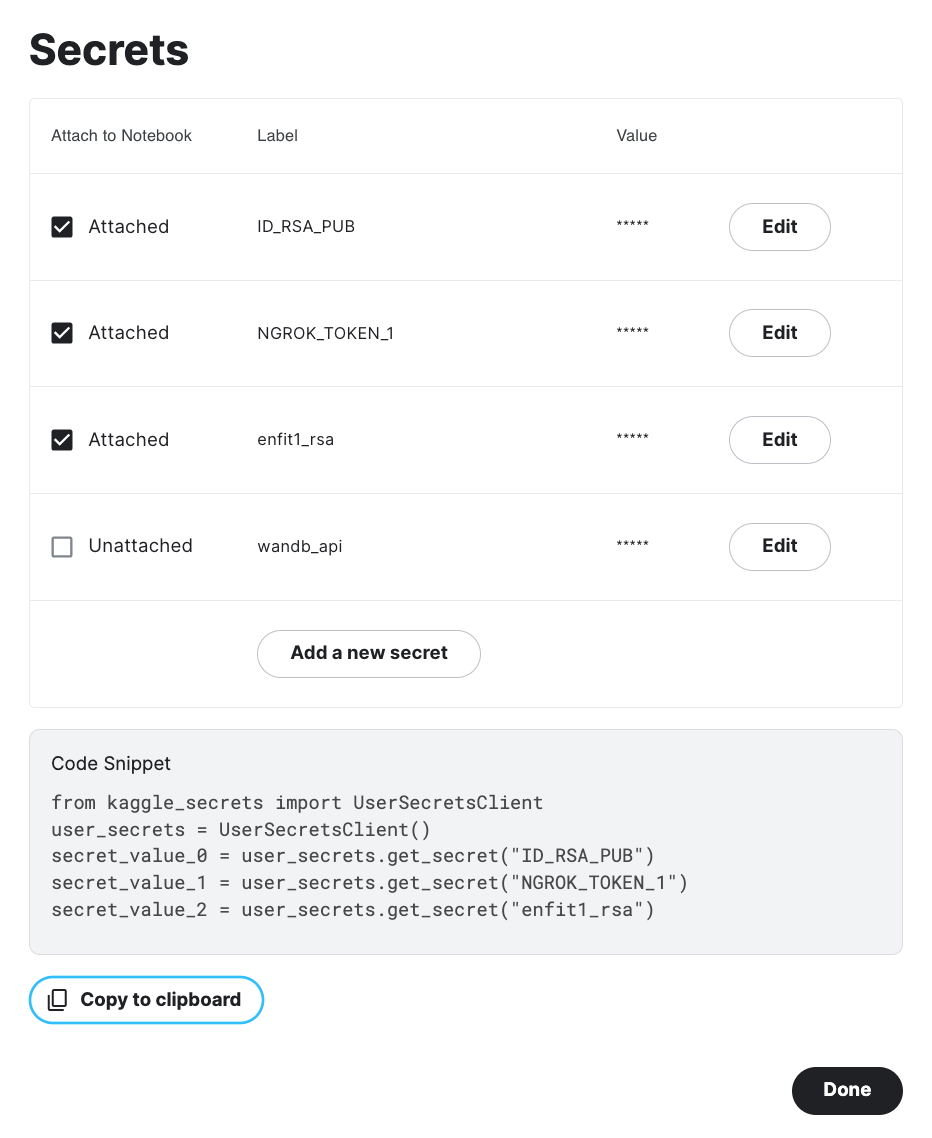 Secrets
Attach to Notebook Label Value
Attached ID_RSA_PUB ***** Edit
Attached NGROK_TOKEN_1 ***** Edit
Attached enfit1_rsa ***** Edit
Unattached wandb_api ***** Edit
Add a new secret
Code Snippet
from kaggle_secrets import UserSecretsClient
user_secrets = UserSecretsClient()
secret_value_0 = user_secrets.get_secret("ID_RSA_PUB")
secret_value_1 = user_secrets.get_secret("NGROK_TOKEN_1")
secret_value_2 = user_secrets.get_secret("enfit1_rsa")
Copy to clipboard
Done